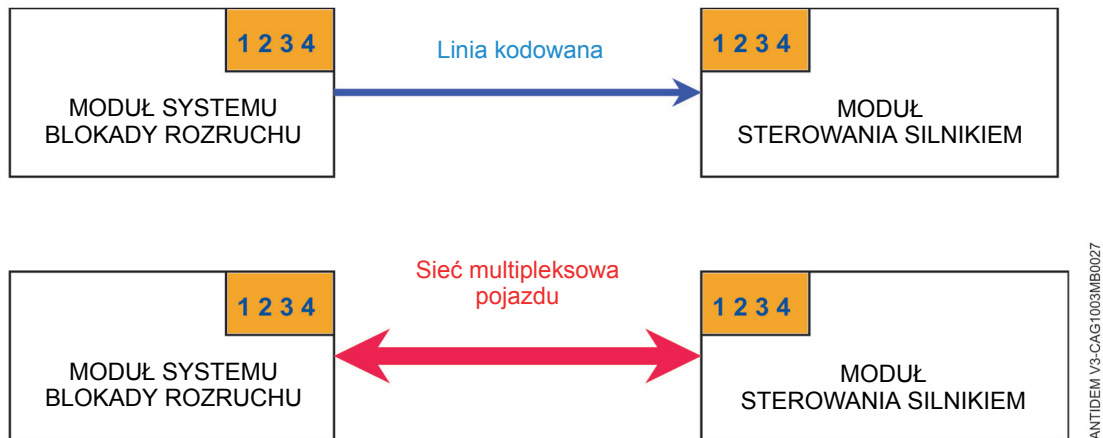 1 2 3 4
MODUŁ SYSTEMU
BLOKADY ROZRUCHU
Linia kodowana
1 2 3 4
MODUŁ
STEROWANIA SILNIKIEM
1 2 3 4
MODUŁ SYSTEMU
BLOKADY ROZRUCHU
Sieć multipleksowa
pojazdu
1 2 3 4
MODUŁ
STEROWANIA SILNIKIEM
ANTIDEM V3-CAG1003MB0027